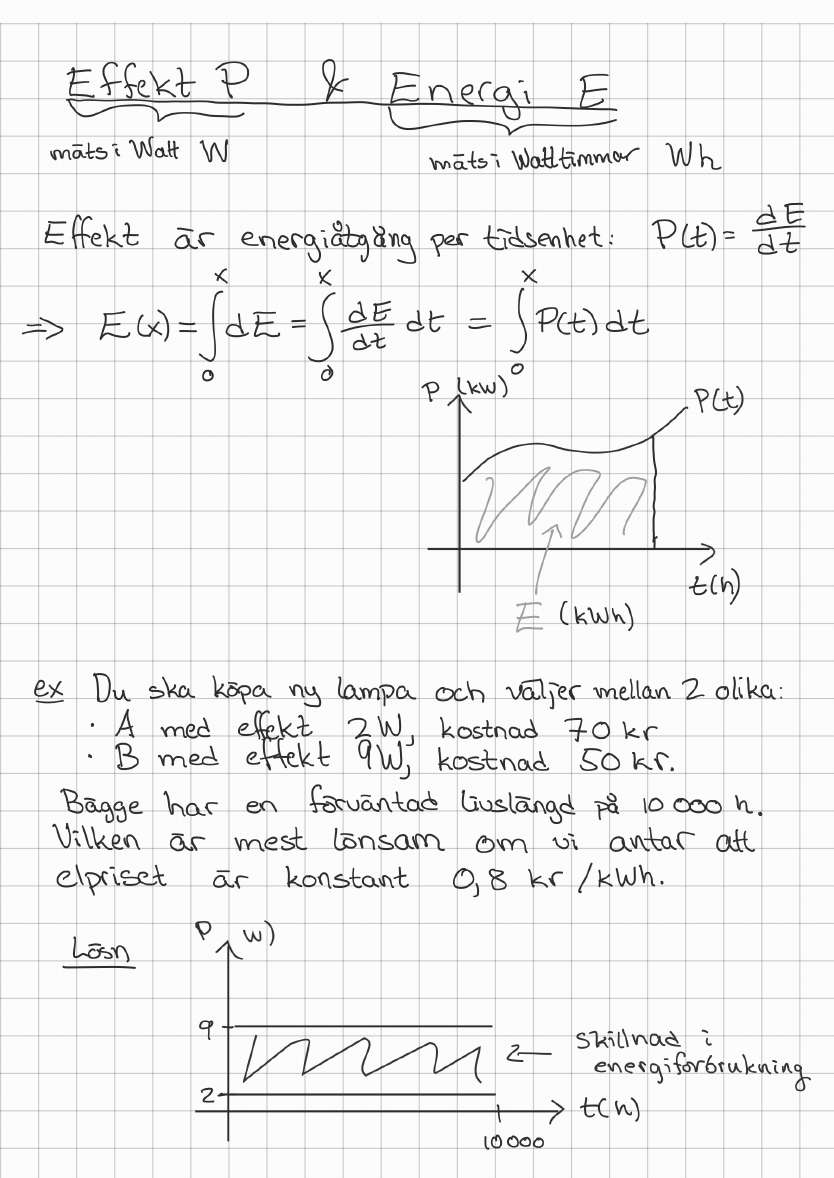 Effekt P & Energi E
mäts i Watt W
mäts i Wattimmar Wh
Effekt är energiåtgång per tidsenhet: P(t) = dE/dt
⇒ E(x) = ∫₀ˣ dE = ∫₀ˣ dE/dt dt = ∫₀ˣ P(t) dt
P (kW)
P(t)
t(h)
E (kWh)
ex Du ska köpa ny lampa och väljer mellan 2 olika:
· A med effekt 2W, kostnad 70 kr
· B med effekt 9W, kostnad 50 kr.
Bägge har en förväntad livslängd på 10 000 h.
Vilken är mest lönsam om vi antar att
elpriset är konstant 0,8 kr/kWh.
Lösn
P W)
9
skillnad i
energiförbrukning
2
t(h)
10 000